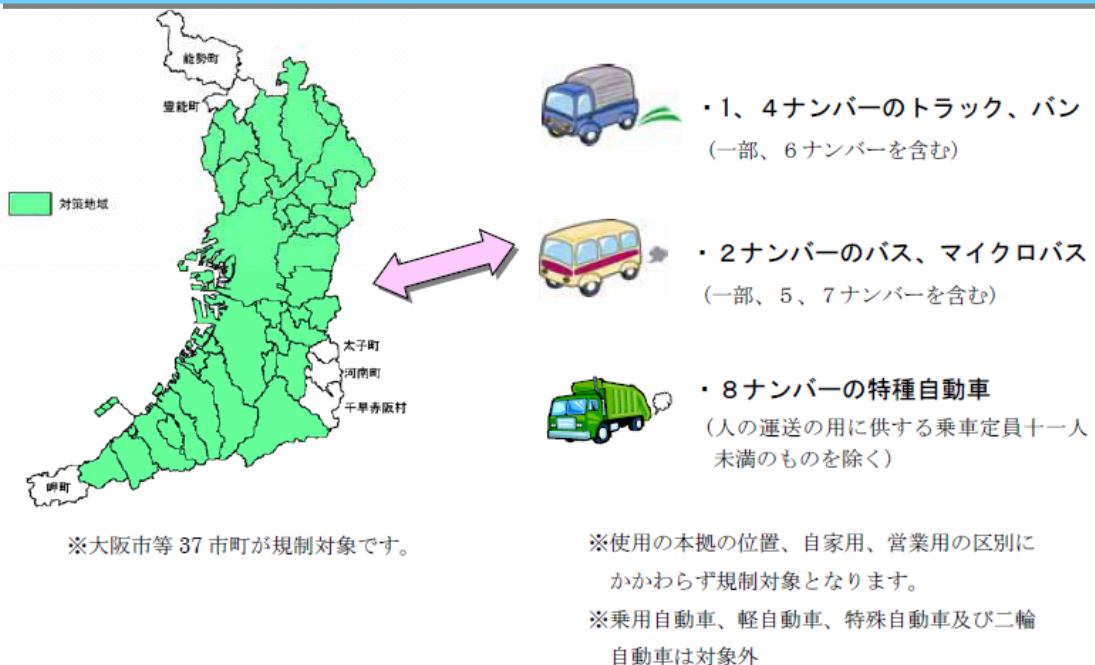 能勢町
豊能町
対策地域
太子町
河南町
千早赤阪村
岬町
※大阪市等 37 市町が規制対象です。
・1、4ナンバーのトラック、バン
（一部、６ナンバーを含む）
・２ナンバーのバス、マイクロバス
（一部、５、７ナンバーを含む）
・８ナンバーの特種自動車
（人の運送の用に供する乗車定員十一人
未満のものを除く）
※使用の本拠の位置、自家用、営業用の区別に
かかわらず規制対象となります。
※乗用自動車、軽自動車、特殊自動車及び二輪
自動車は対象外